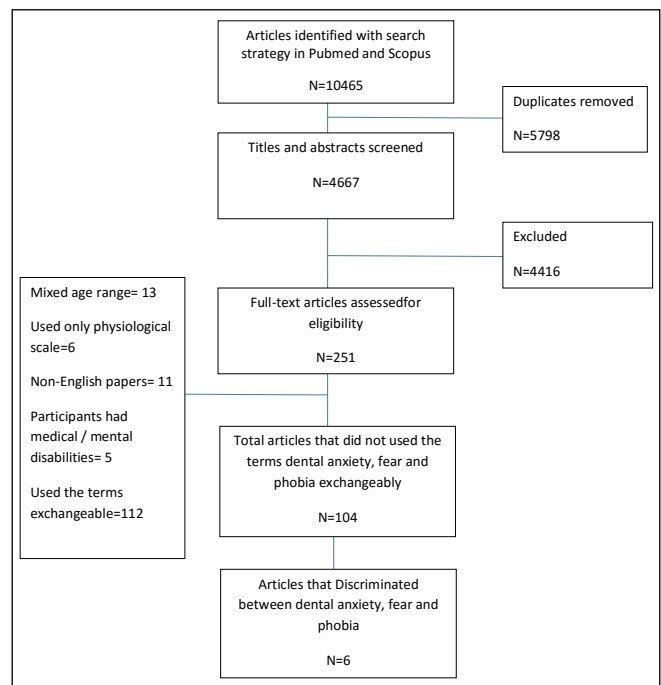 Articles identified with search
strategy in Pubmed and Scopus
N=10465
Duplicates removed
N=5798
Titles and abstracts screened
N=4667
Excluded
N=4416
Full-text articles assessedfor
eligibility
N=251
Mixed age range= 13
Used only physiological
scale=6
Non-English papers= 11
Participants had
medical / mental
disabilities= 5
Used the terms
exchangeable=112
Total articles that did not used the
terms dental anxiety, fear and
phobia exchangeably
N=104
Articles that Discriminated
between dental anxiety, fear and
phobia
N=6